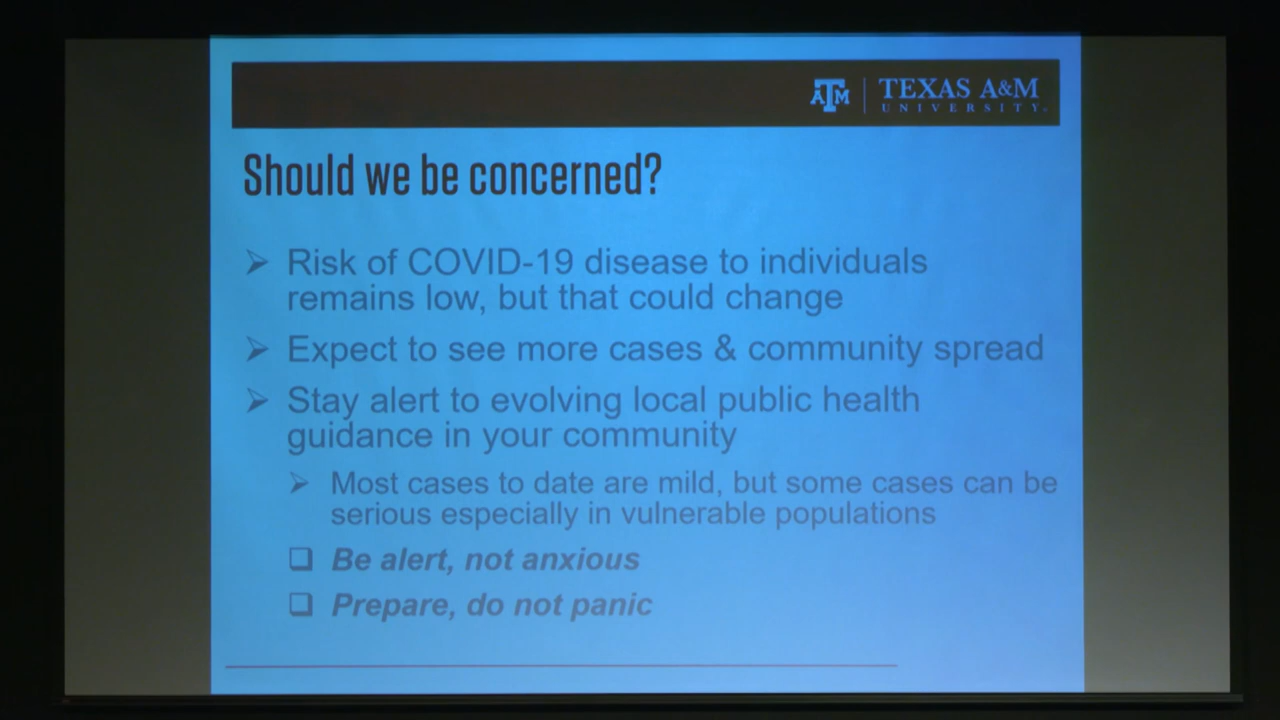 ATM | TEXAS A&M
UNIVERSITY.
Should we be concerned?
Risk of COVID-19 disease to individuals
remains low, but that could change
Expect to see more cases & community spread
Stay alert to evolving local public health
guidance in your community
Most cases to date are mild, but some cases can be
serious especially in vulnerable populations
Be alert, not anxious
Prepare, do not panic